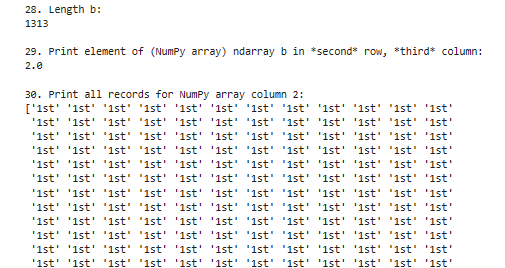 28. Length b:
1313
29. Print element of (NumPy array) ndarray b in *second* row, *third* column:
2.0
30. Print all records for NumPy array column 2:
['1st' '1st' '1st' '1st' '1st' '1st' '1st' '1st' '1st' '1st' '1st' '1st'
'1st' '1st' '1st' '1st' '1st' '1st' '1st' '1st' '1st' '1st' '1st' '1st'
'1st' '1st' '1st' '1st' '1st' '1st' '1st' '1st' '1st' '1st' '1st' '1st'
'1st' '1st' '1st' '1st' '1st' '1st' '1st' '1st' '1st' '1st' '1st' '1st'
'1st' '1st' '1st' '1st' '1st' '1st' '1st' '1st' '1st' '1st' '1st' '1st'
'1st' '1st' '1st' '1st' '1st' '1st' '1st' '1st' '1st' '1st' '1st' '1st'
'1st' '1st' '1st' '1st' '1st' '1st' '1st' '1st' '1st' '1st' '1st' '1st'
'1st' '1st' '1st' '1st' '1st' '1st' '1st' '1st' '1st' '1st' '1st' '1st'
'1st' '1st' '1st' '1st' '1st' '1st' '1st' '1st' '1st' '1st' '1st' '1st'
'1st' '1st' '1st' '1st' '1st' '1st' '1st' '1st' '1st' '1st' '1st' '1st'
'1st' '1st' '1st' '1st' '1st' '1st' '1st' '1st' '1st' '1st' '1st' '1st'
'1st' '1st' '1st' '1st' '1st' '1st' '1st' '1st' '1st' '1st' '1st' '1st'